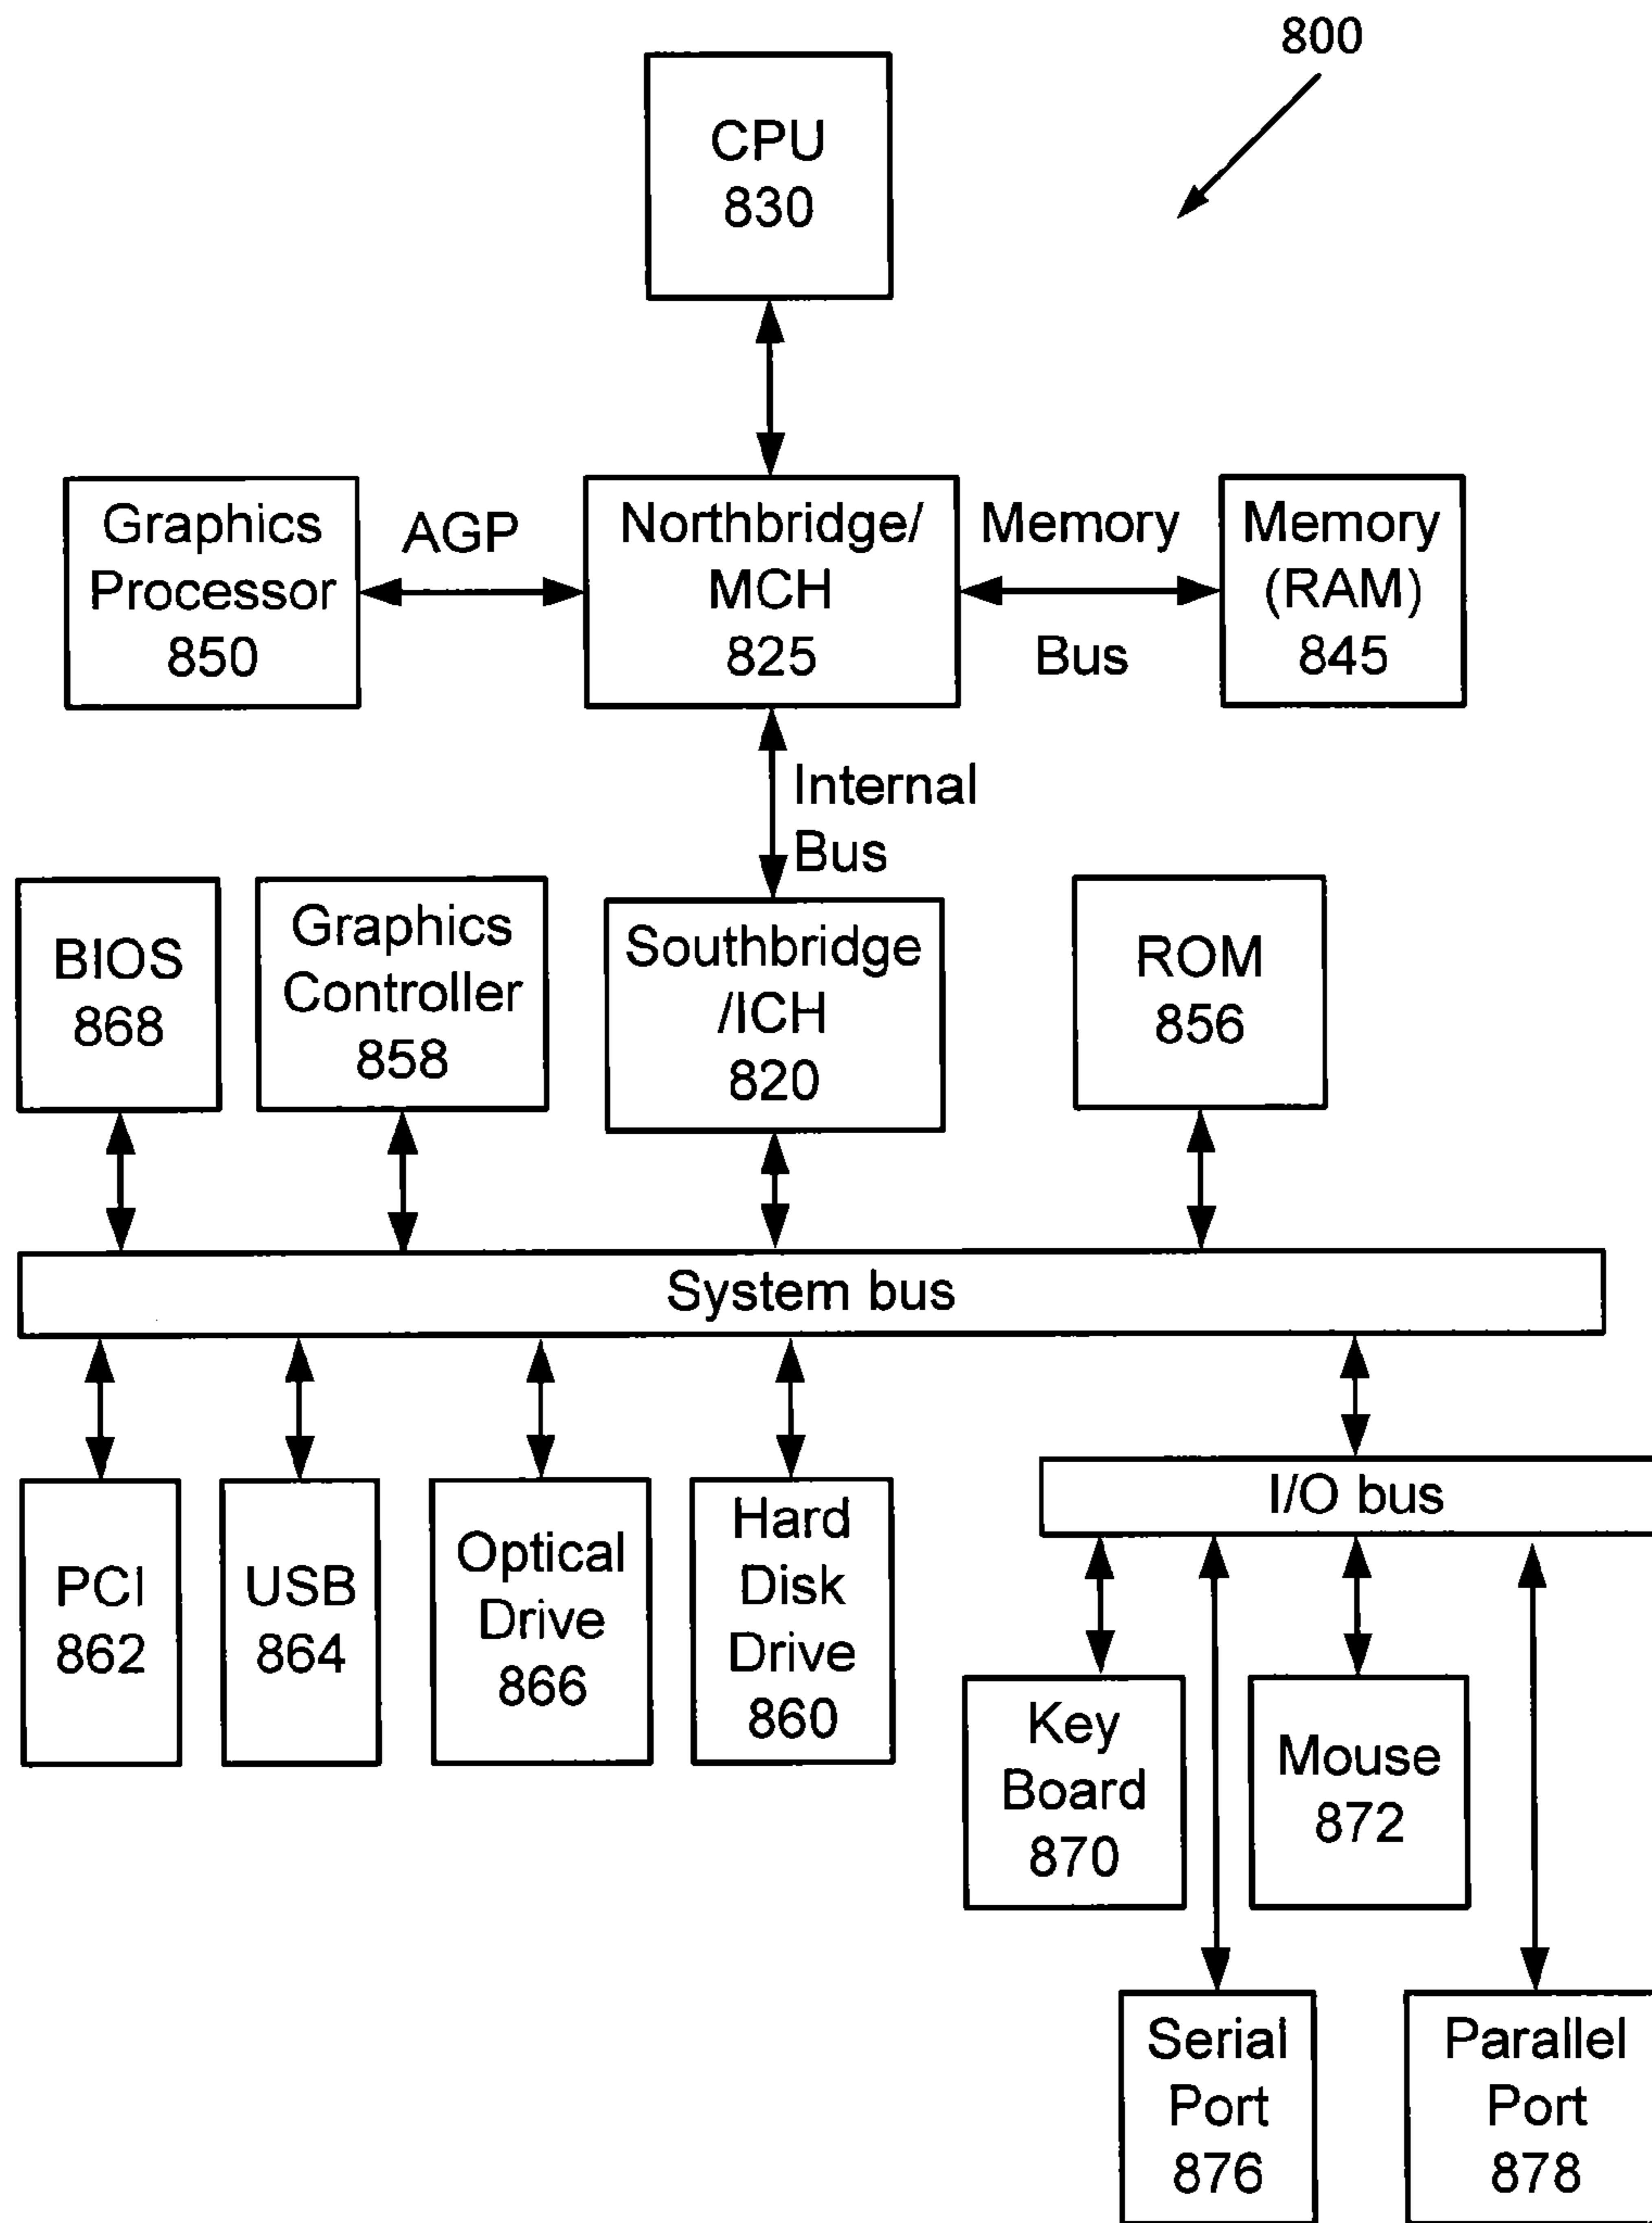 800
CPU
830
Graphics
Processor
850
AGP
Northbridge/
MCH
825
Memory
Bus
Memory
(RAM)
845
Internal
Bus
BIOS
868
Graphics
Controller
858
Southbridge
/ICH
820
ROM
856
System bus
PCI
862
USB
864
Optical
Drive
866
Hard
Disk
Drive
860
I/O bus
Key
Board
870
Mouse
872
Serial
Port
876
Parallel
Port
878